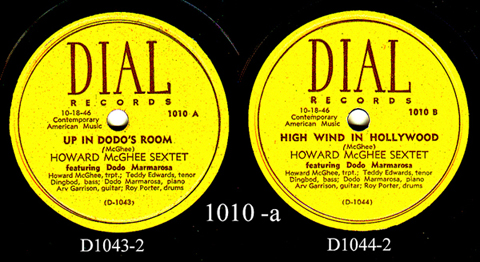 DIAL
RECORDS
10-18-46
Contemporary
American Music
1010 A
UP IN DODO'S ROOM
(McGhee)
HOWARD McGHEE SEXTET
featuring Dodo Marmarosa
Howard McGhee, trpt.; Teddy Edwards, tenor
Dingbod, bass; Dodo Marmarosa, piano
Arv Garrison, guitar; Roy Porter, drums
(D-1043)
DIAL
RECORDS
10-18-46
Contemporary
American Music
1010 B
HIGH WIND IN HOLLYWOOD
(McGhee)
HOWARD McGHEE SEXTET
featuring Dodo Marmarosa
Howard McGhee, trpt.; Teddy Edwards, tenor
Dingbod, bass; Dodo Marmarosa, piano
Arv Garrison, guitar; Roy Porter, drums
(D-1044)
1010 -a
D1043-2
D1044-2